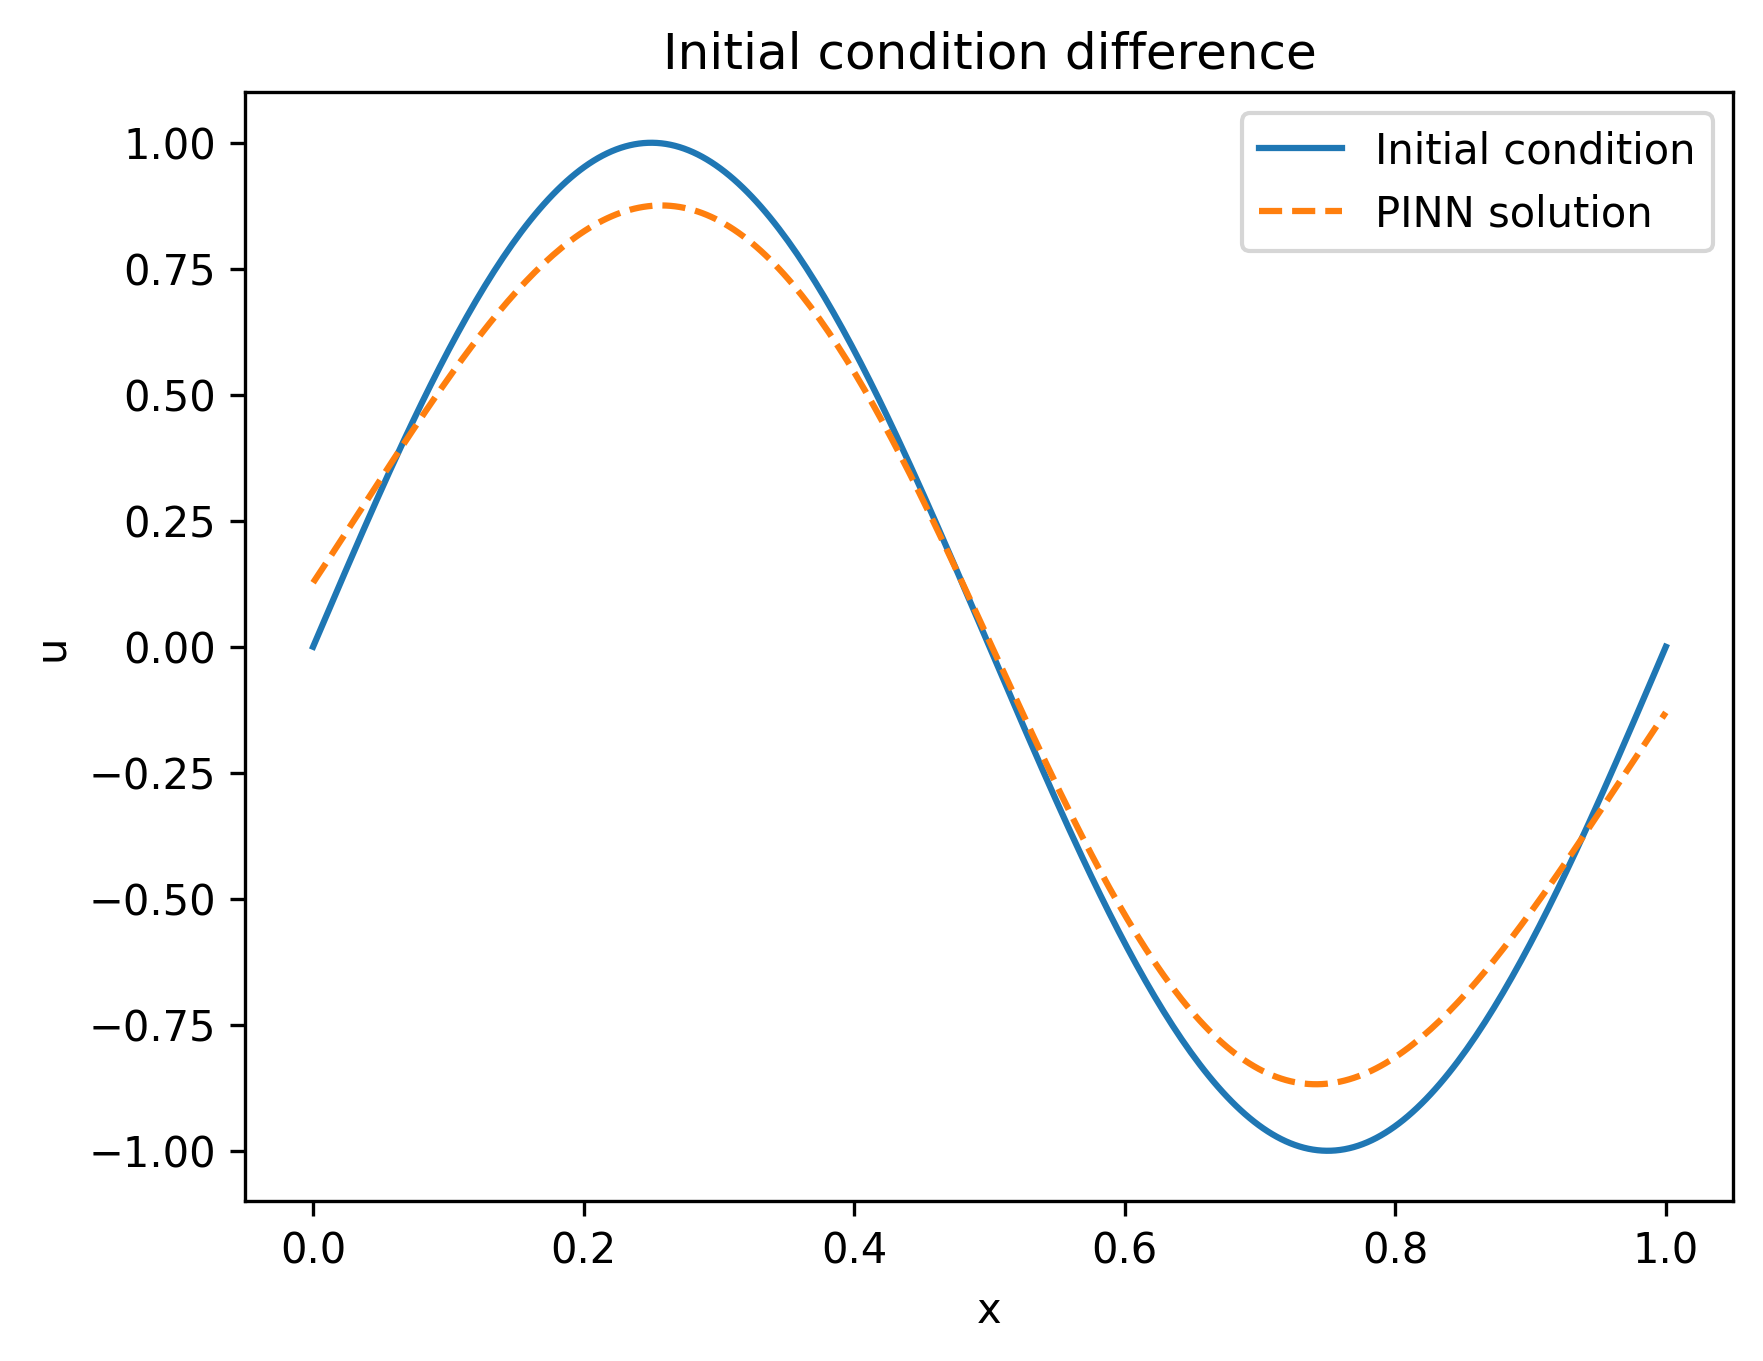 Initial condition difference
Initial condition
PINN solution
1.00
0.75
0.50
0.25
0.00
−0.25
−0.50
−0.75
−1.00
u
0.0 0.2 0.4 0.6 0.8 1.0
x